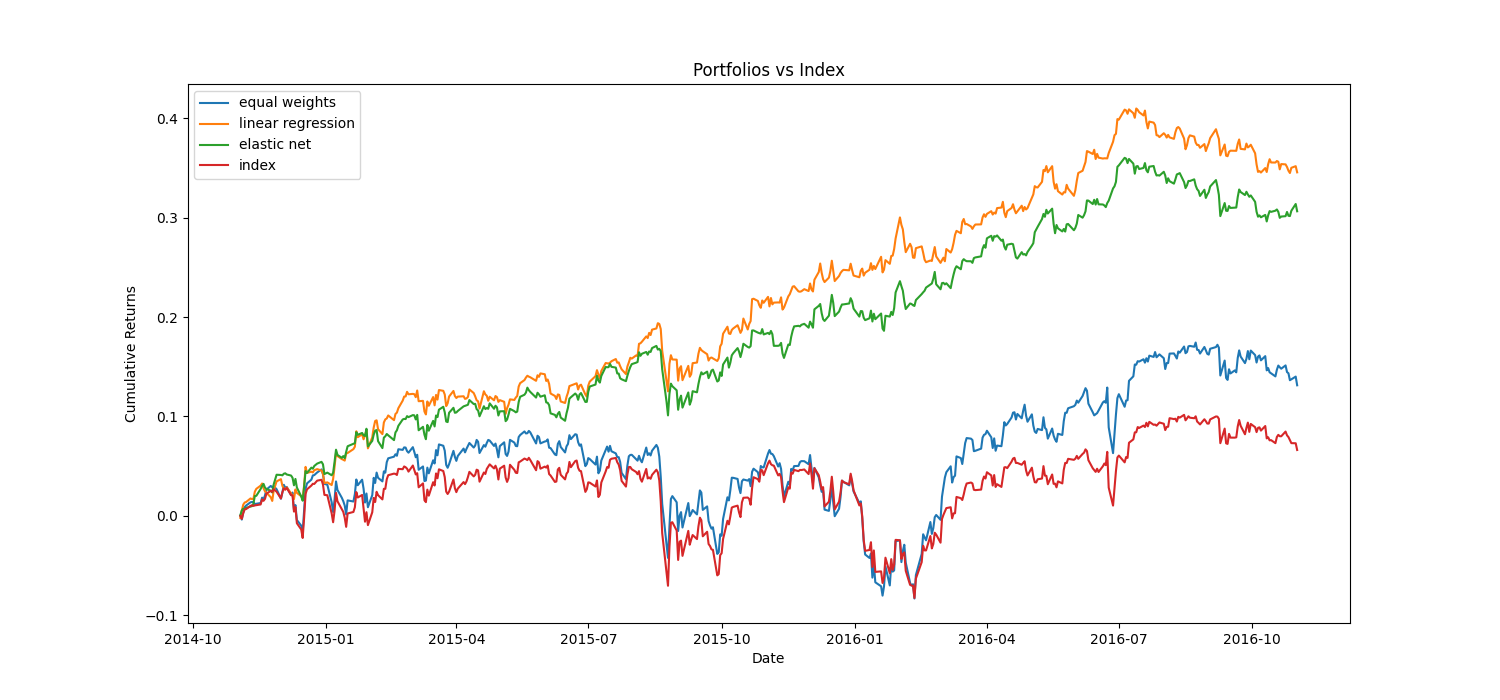 Portfolios vs Index
equal weights
linear regression
elastic net
index
Cumulative Returns
0.4
0.3
0.2
0.1
0.0
−0.1
2014-10 2015-01 2015-04 2015-07 2015-10 2016-01 2016-04 2016-07 2016-10
Date